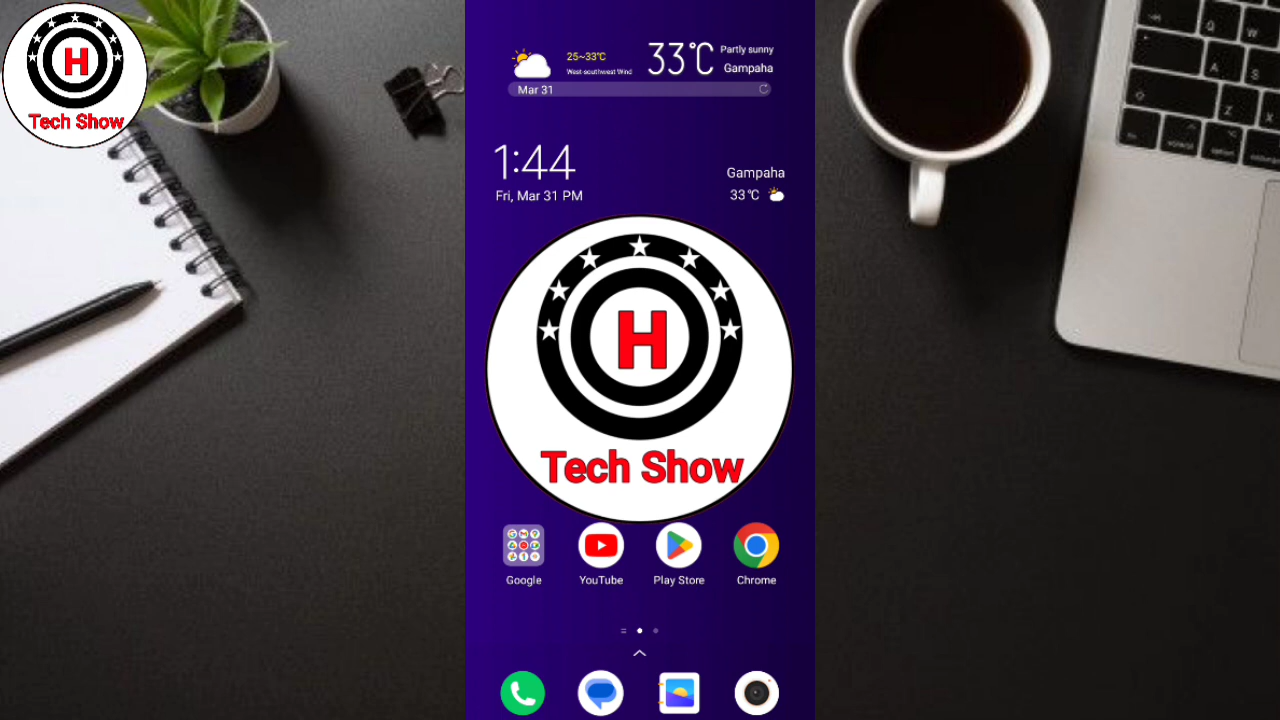 H
Tech Show
25~33℃
West-southwest Wind
33℃
Partly sunny
Gampaha
Mar 31
1:44
Fri, Mar 31 PM
Gampaha
33℃
H
Tech Show
Google
YouTube
Play Store
Chrome
Q
W
A
S
Z
X